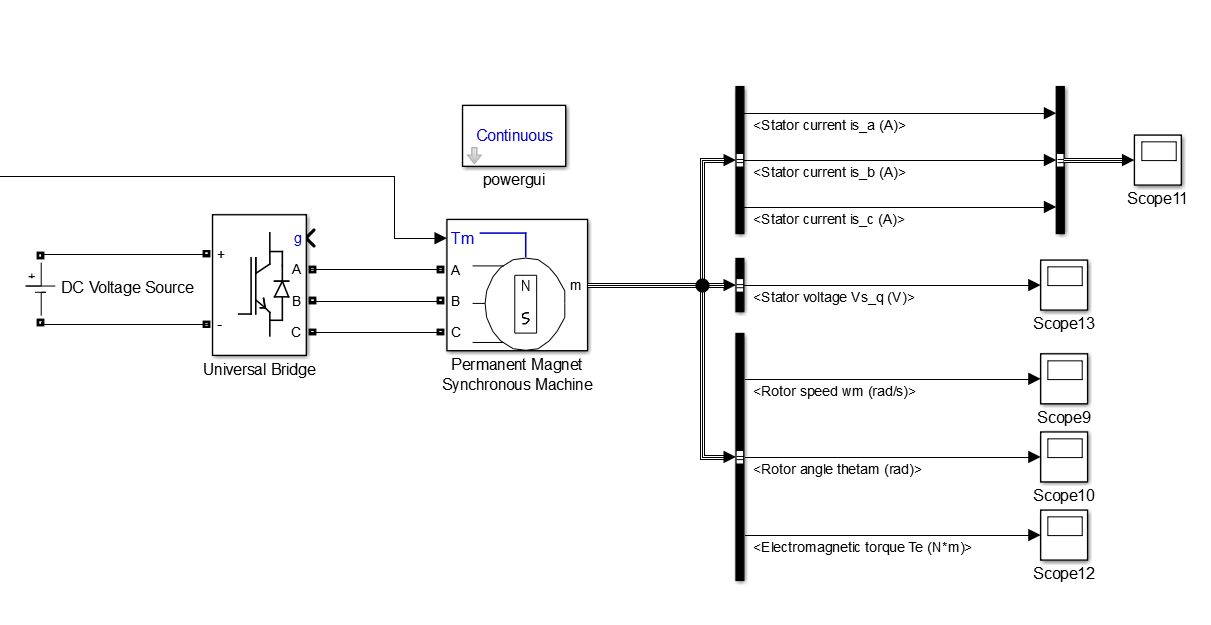 Continuous
powergui
<Stator current is_a (A)>
<Stator current is_b (A)>
<Stator current is_c (A)>
Scope11
+
DC Voltage Source
+
-
g
A
B
C
Universal Bridge
Tm
A
B
C
N
S
m
Permanent Magnet
Synchronous Machine
<Stator voltage Vs_q (V)>
Scope13
<Rotor speed wm (rad/s)>
Scope9
<Rotor angle thetam (rad)>
Scope10
<Electromagnetic torque Te (N*m)>
Scope12